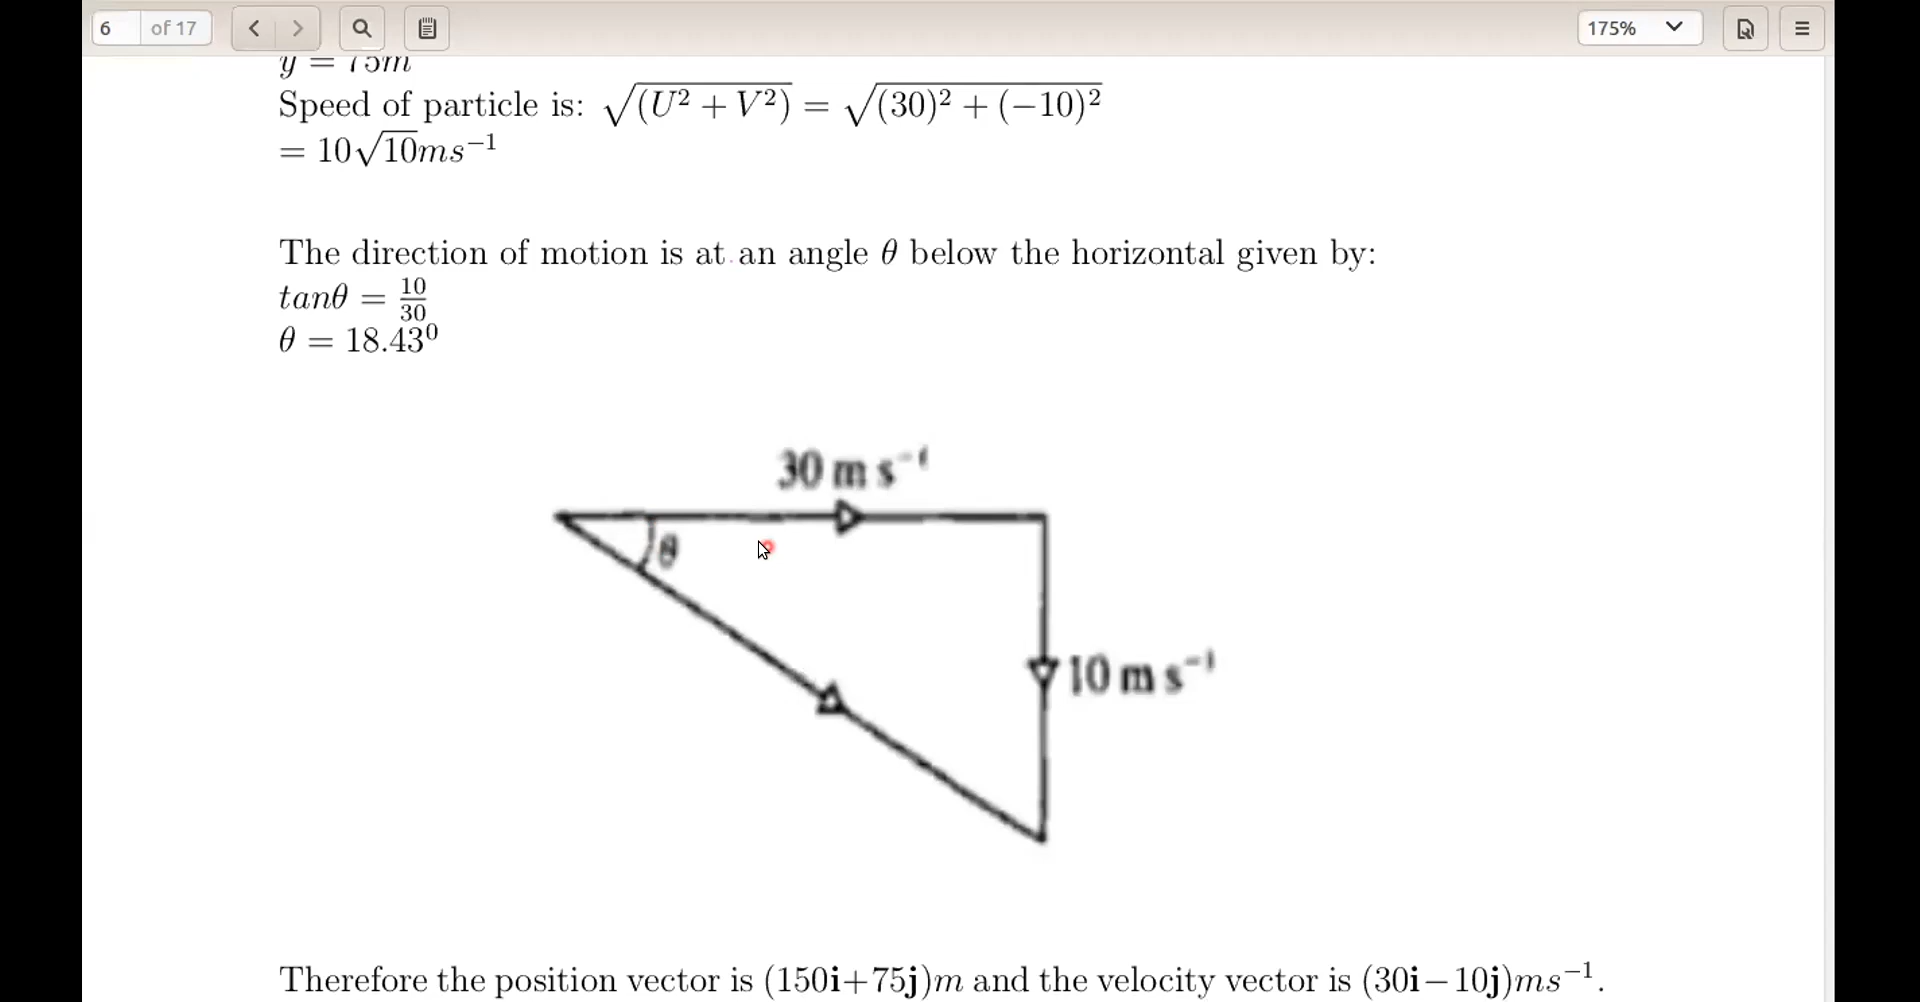 6 of 17 175%
y = 75m
Speed of particle is: √(U² + V²) = √(30)² + (−10)²
= 10√10ms⁻¹
The direction of motion is at an angle θ below the horizontal given by:
tanθ = 10/30
θ = 18.43⁰
30 m s⁻¹
θ
10 m s⁻¹
Therefore the position vector is (150i+75j)m and the velocity vector is (30i−10j)ms⁻¹.